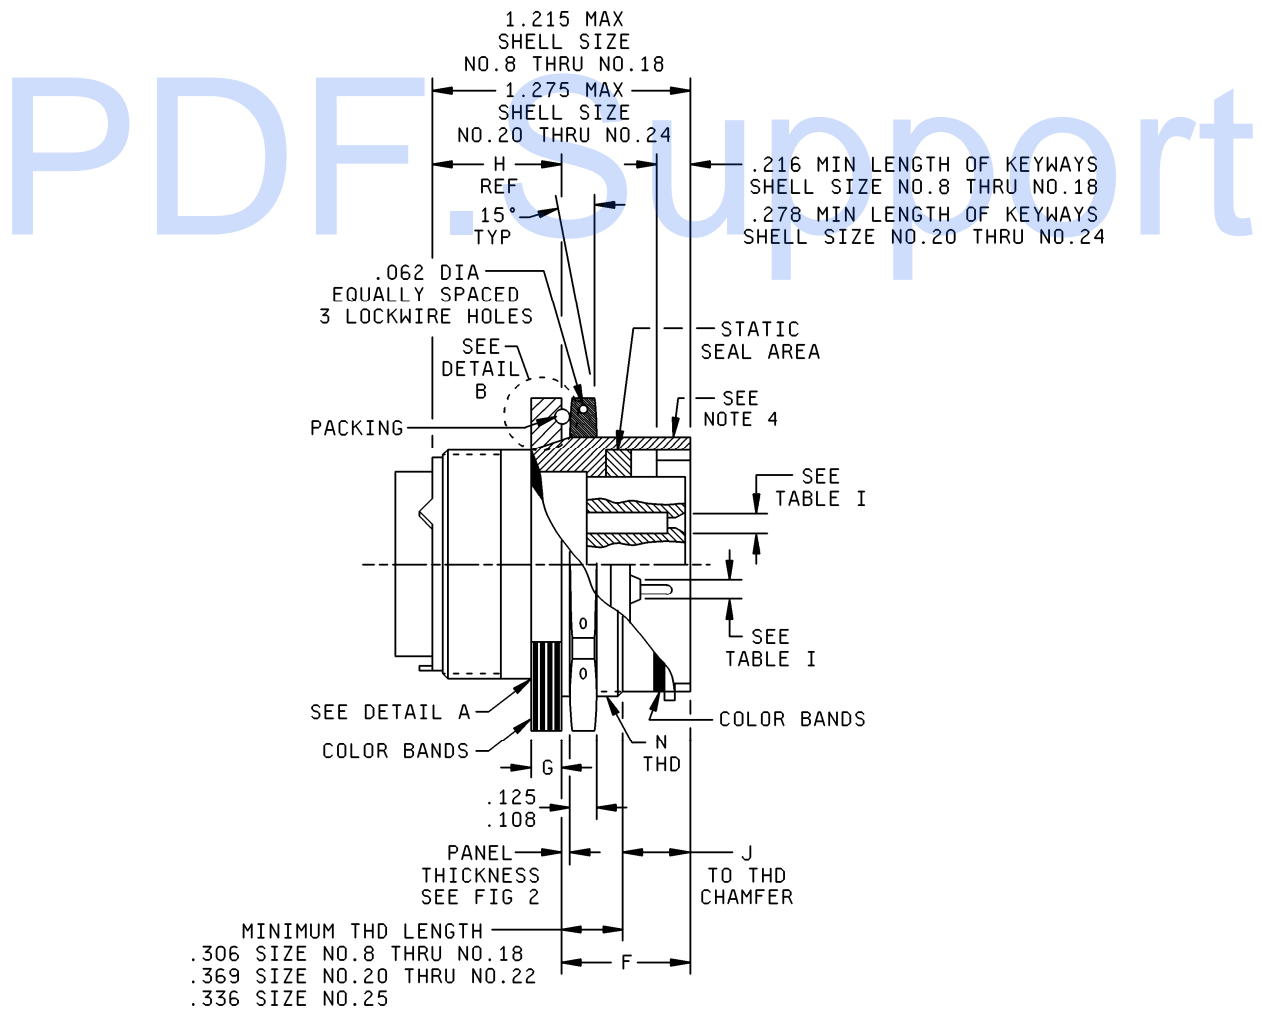 1.215 MAX
SHELL SIZE
NO.8 THRU NO.18
1.275 MAX
SHELL SIZE
NO.20 THRU NO.24
PDF.Support
H
REF
.216 MIN LENGTH OF KEYWAYS
SHELL SIZE NO.8 THRU NO.18
.278 MIN LENGTH OF KEYWAYS
SHELL SIZE NO.20 THRU NO.24
15°
TYP
.062 DIA
EQUALLY SPACED
3 LOCKWIRE HOLES
STATIC
SEAL AREA
SEE
DETAIL
B
SEE
NOTE 4
PACKING
SEE
TABLE I
SEE
TABLE I
SEE DETAIL A
COLOR BANDS
COLOR BANDS
N
THD
G
.125
.108
PANEL
THICKNESS
SEE FIG 2
J
TO THD
CHAMFER
MINIMUM THD LENGTH
.306 SIZE NO.8 THRU NO.18
.369 SIZE NO.20 THRU NO.22
.336 SIZE NO.25
F